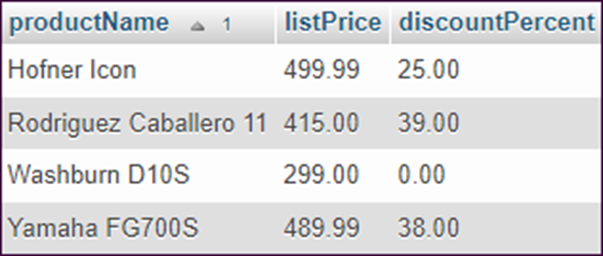 productName 1 listPrice discountPercent
Hofner Icon 499.99 25.00
Rodriguez Caballero 11 415.00 39.00
Washburn D10S 299.00 0.00
Yamaha FG700S 489.99 38.00